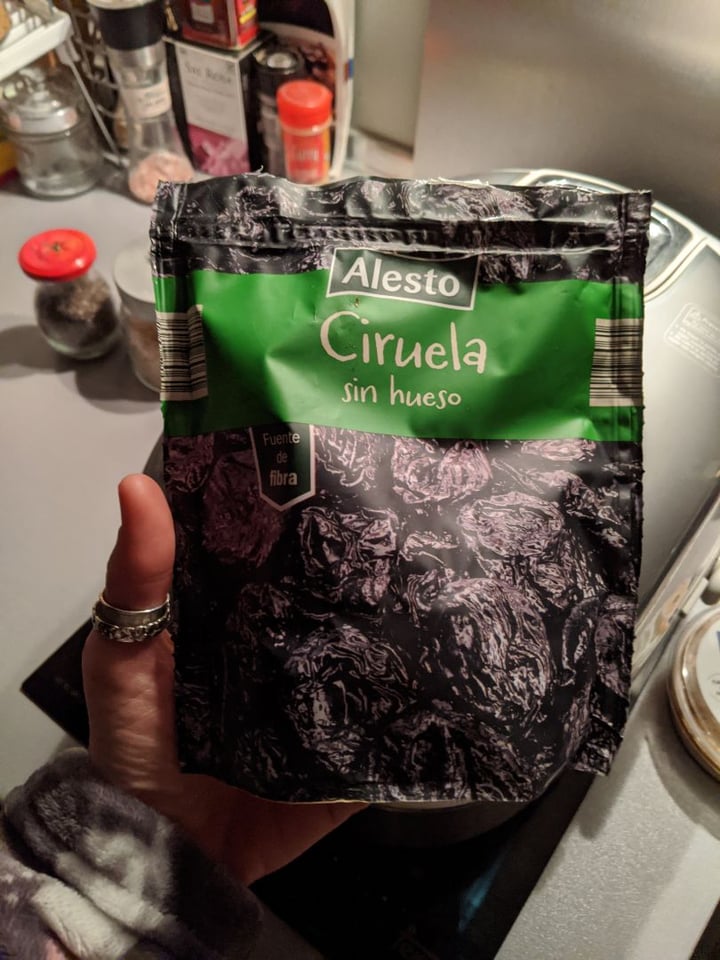 Alesto
Ciruela
sin hueso
Fuente
de
fibra